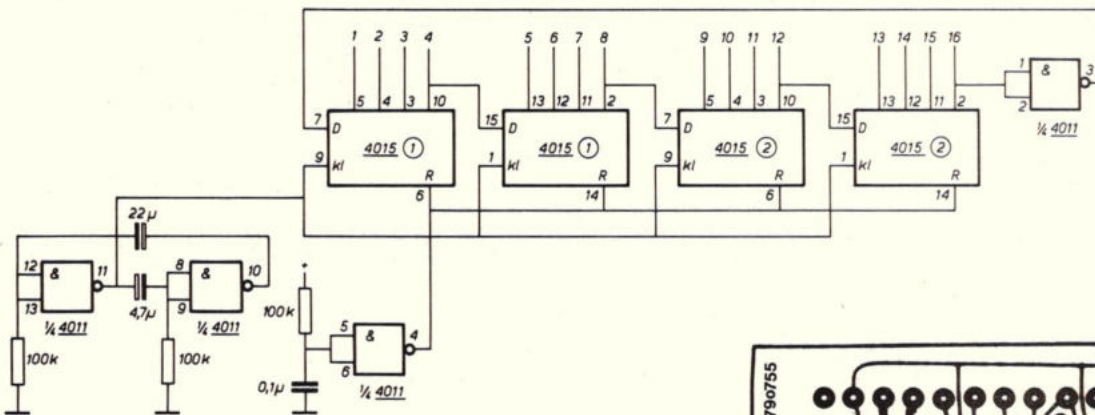 1 2 3 4 5 6 7 8 9 10 11 12 13 14 15 16
5 4 3 10 13 12 11 2 5 4 3 10 13 12 11 2
1 & 3
2
¼ 4011
7 D 15 D 7 D 15 D
4015 ① 4015 ① 4015 ② 4015 ②
9 kl 1 kl 9 kl 1 kl
R R R R
6 14 6 14
22 µ
12 & 11 8 & 10
13 4,7µ 9
¼ 4011 ¼ 4011
100k 100k
+
100k
5 & 4
6
0,1µ ¼ 4011
79o755